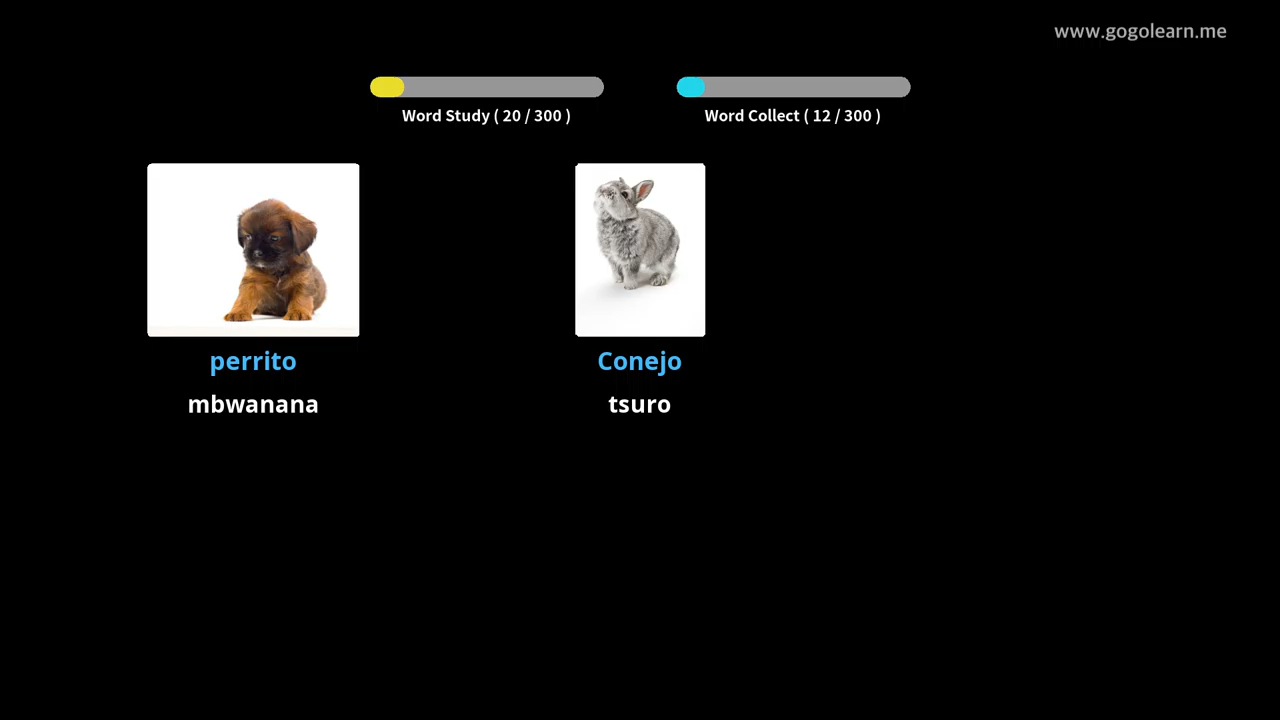 www.gogolearn.me
Word Study ( 20 / 300 )
Word Collect ( 12 / 300 )
perrito
mbwanana
Conejo
tsuro